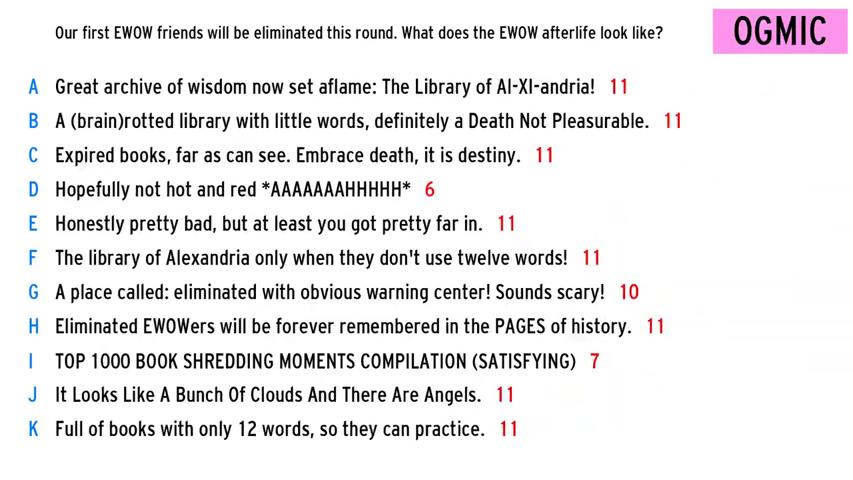 Our first EWOW friends will be eliminated this round. What does the EWOW afterlife look like?
OGMIC
A Great archive of wisdom now set aflame: The Library of Al-XI-andria! 11
B A (brain)rotted library with little words, definitely a Death Not Pleasurable. 11
C Expired books, far as can see. Embrace death, it is destiny. 11
D Hopefully not hot and red *AAAAAAAHHHHH* 6
E Honestly pretty bad, but at least you got pretty far in. 11
F The library of Alexandria only when they don't use twelve words! 11
G A place called: eliminated with obvious warning center! Sounds scary! 10
H Eliminated EWOWers will be forever remembered in the PAGES of history. 11
I TOP 1000 BOOK SHREDDING MOMENTS COMPILATION (SATISFYING) 7
J It Looks Like A Bunch Of Clouds And There Are Angels. 11
K Full of books with only 12 words, so they can practice. 11